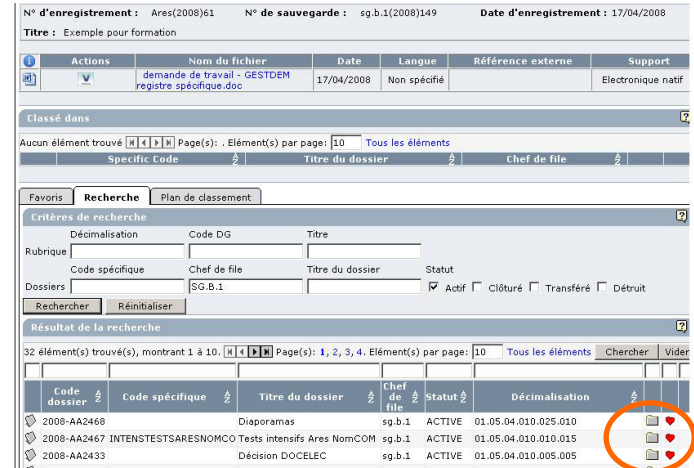 N° d'enregistrement : Ares(2008)61 N° de sauvegarde : sg.b.1(2008)149 Date d'enregistrement : 17/04/2008
Titre : Exemple pour formation
Actions Nom du fichier Date Langue Référence externe Support
demande de travail - GESTDEM registre spécifique.doc 17/04/2008 Non spécifié Electronique natif
Classé dans
Aucun élément trouvé Page(s): . Elément(s) par page: 10 Tous les éléments
Specific Code Titre du dossier Chef de file
Favoris Recherche Plan de classement
Critères de recherche
Décimalisation Code DG Titre
Rubrique
Code spécifique Chef de file Titre du dossier Statut
Dossiers SG.B.1 Actif Clôturé Transféré Détruit
Rechercher Réinitialiser
Résultat de la recherche
32 élément(s) trouvé(s), montrant 1 à 10. Page(s): 1, 2, 3, 4. Elément(s) par page: 10 Tous les éléments Chercher Vider
Code dossier Code spécifique Titre du dossier Chef de file Statut Décimalisation
2008-AA2468 Diaporamas sg.b.1 ACTIVE 01.05.04.010.025.010
2008-AA2467 INTENSTESTSARESNOMCO Tests intensifs Ares NomCOM sg.b.1 ACTIVE 01.05.04.010.010.015
2008-AA2433 Décision DOCELEC sg.b.1 ACTIVE 01.05.04.010.005.005